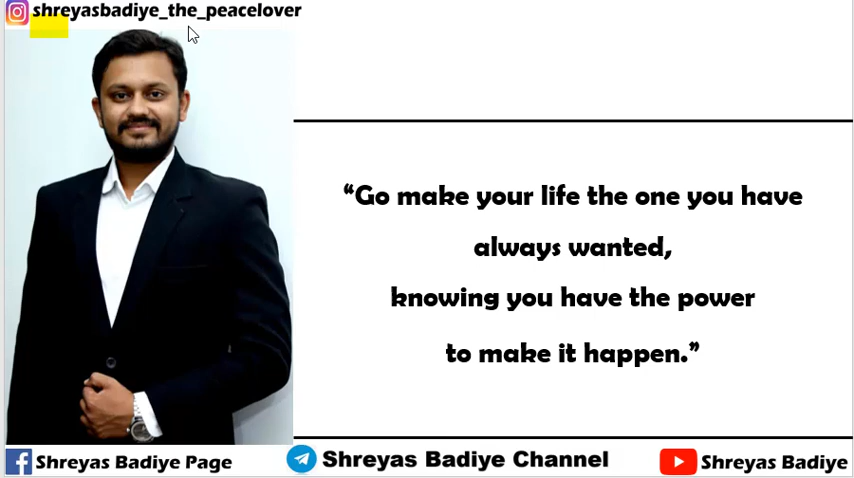 shreyasbadiye_the_peacelover
“Go make your life the one you have
always wanted,
knowing you have the power
to make it happen.”
Shreyas Badiye Page
Shreyas Badiye Channel
Shreyas Badiye